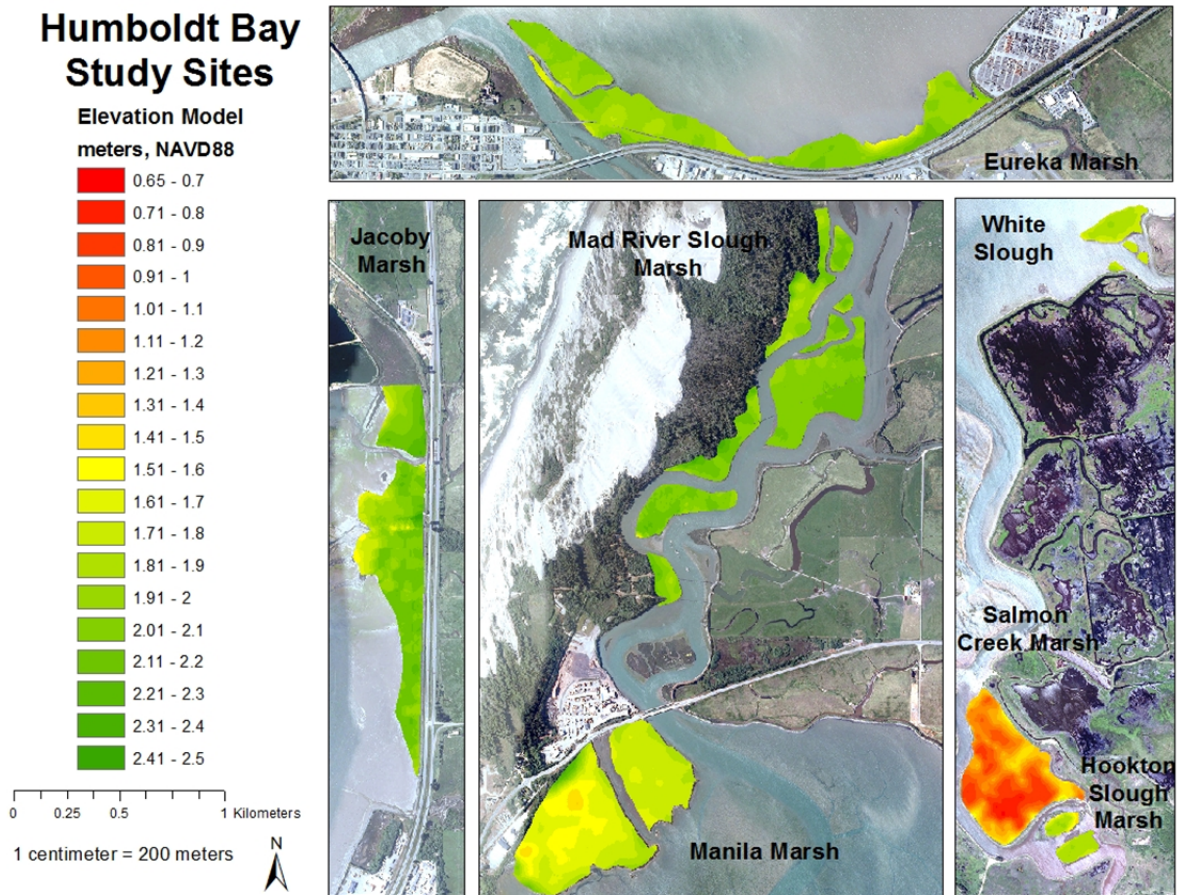 Humboldt Bay
Study Sites
Elevation Model
meters, NAVD88
0.65 - 0.7
0.71 - 0.8
0.81 - 0.9
0.91 - 1
1.01 - 1.1
1.11 - 1.2
1.21 - 1.3
1.31 - 1.4
1.41 - 1.5
1.51 - 1.6
1.61 - 1.7
1.71 - 1.8
1.81 - 1.9
1.91 - 2
2.01 - 2.1
2.11 - 2.2
2.21 - 2.3
2.31 - 2.4
2.41 - 2.5
0 0.25 0.5 1 Kilometers
1 centimeter = 200 meters
N
Eureka Marsh
Jacoby
Marsh
Mad River Slough
Marsh
Manila Marsh
White
Slough
Salmon
Creek Marsh
Hookton
Slough
Marsh